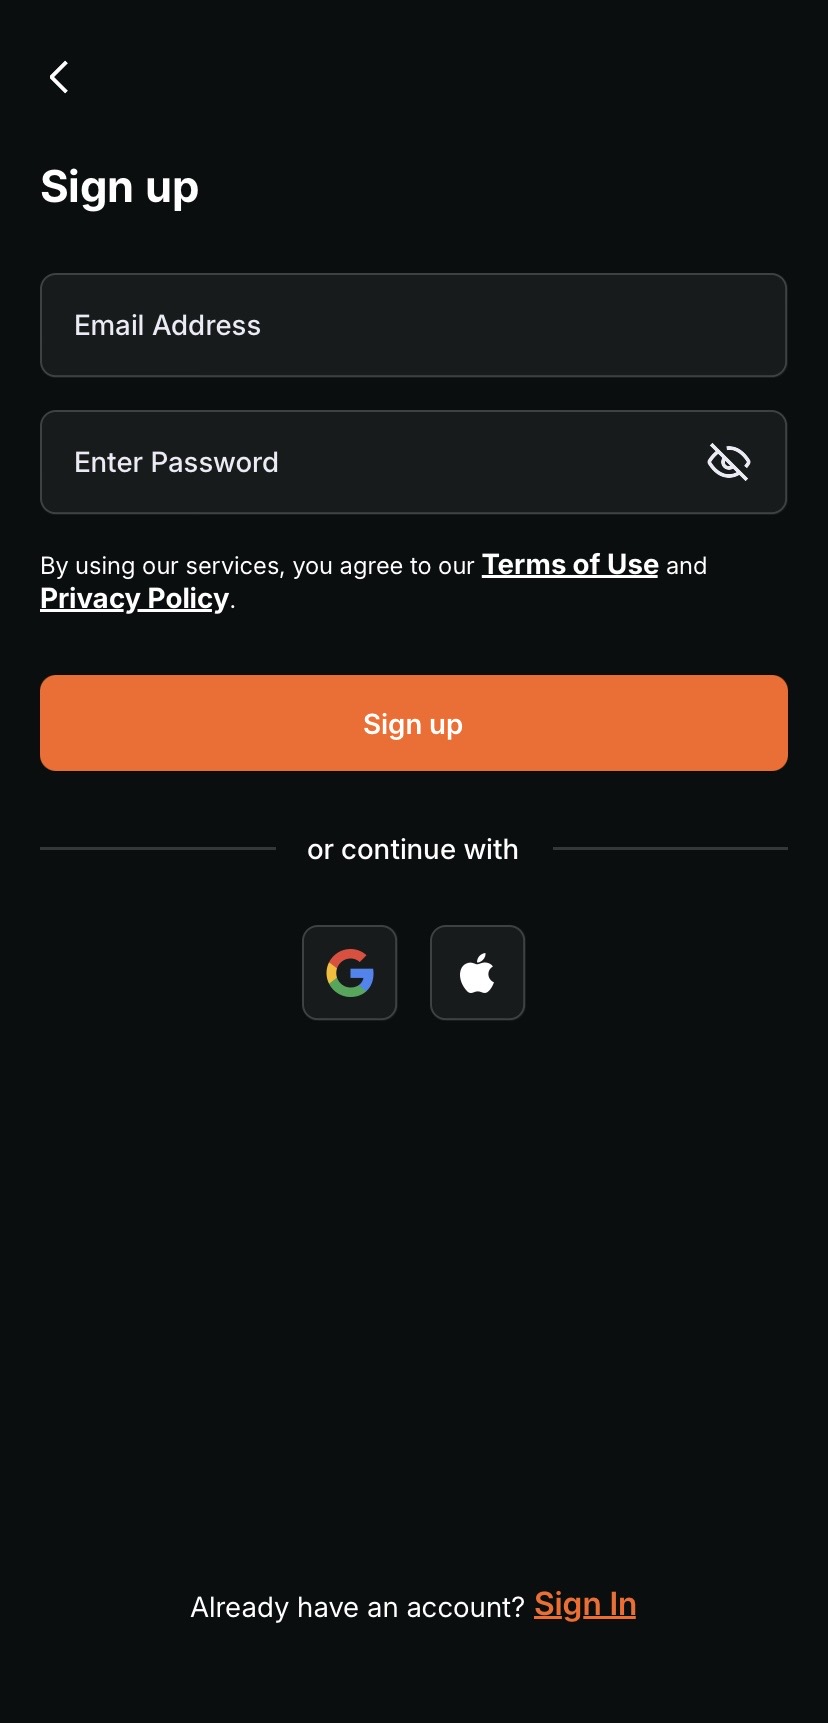 Sign up
Email Address
Enter Password
By using our services, you agree to our Terms of Use and
Privacy Policy.
Sign up
or continue with
Already have an account? Sign In